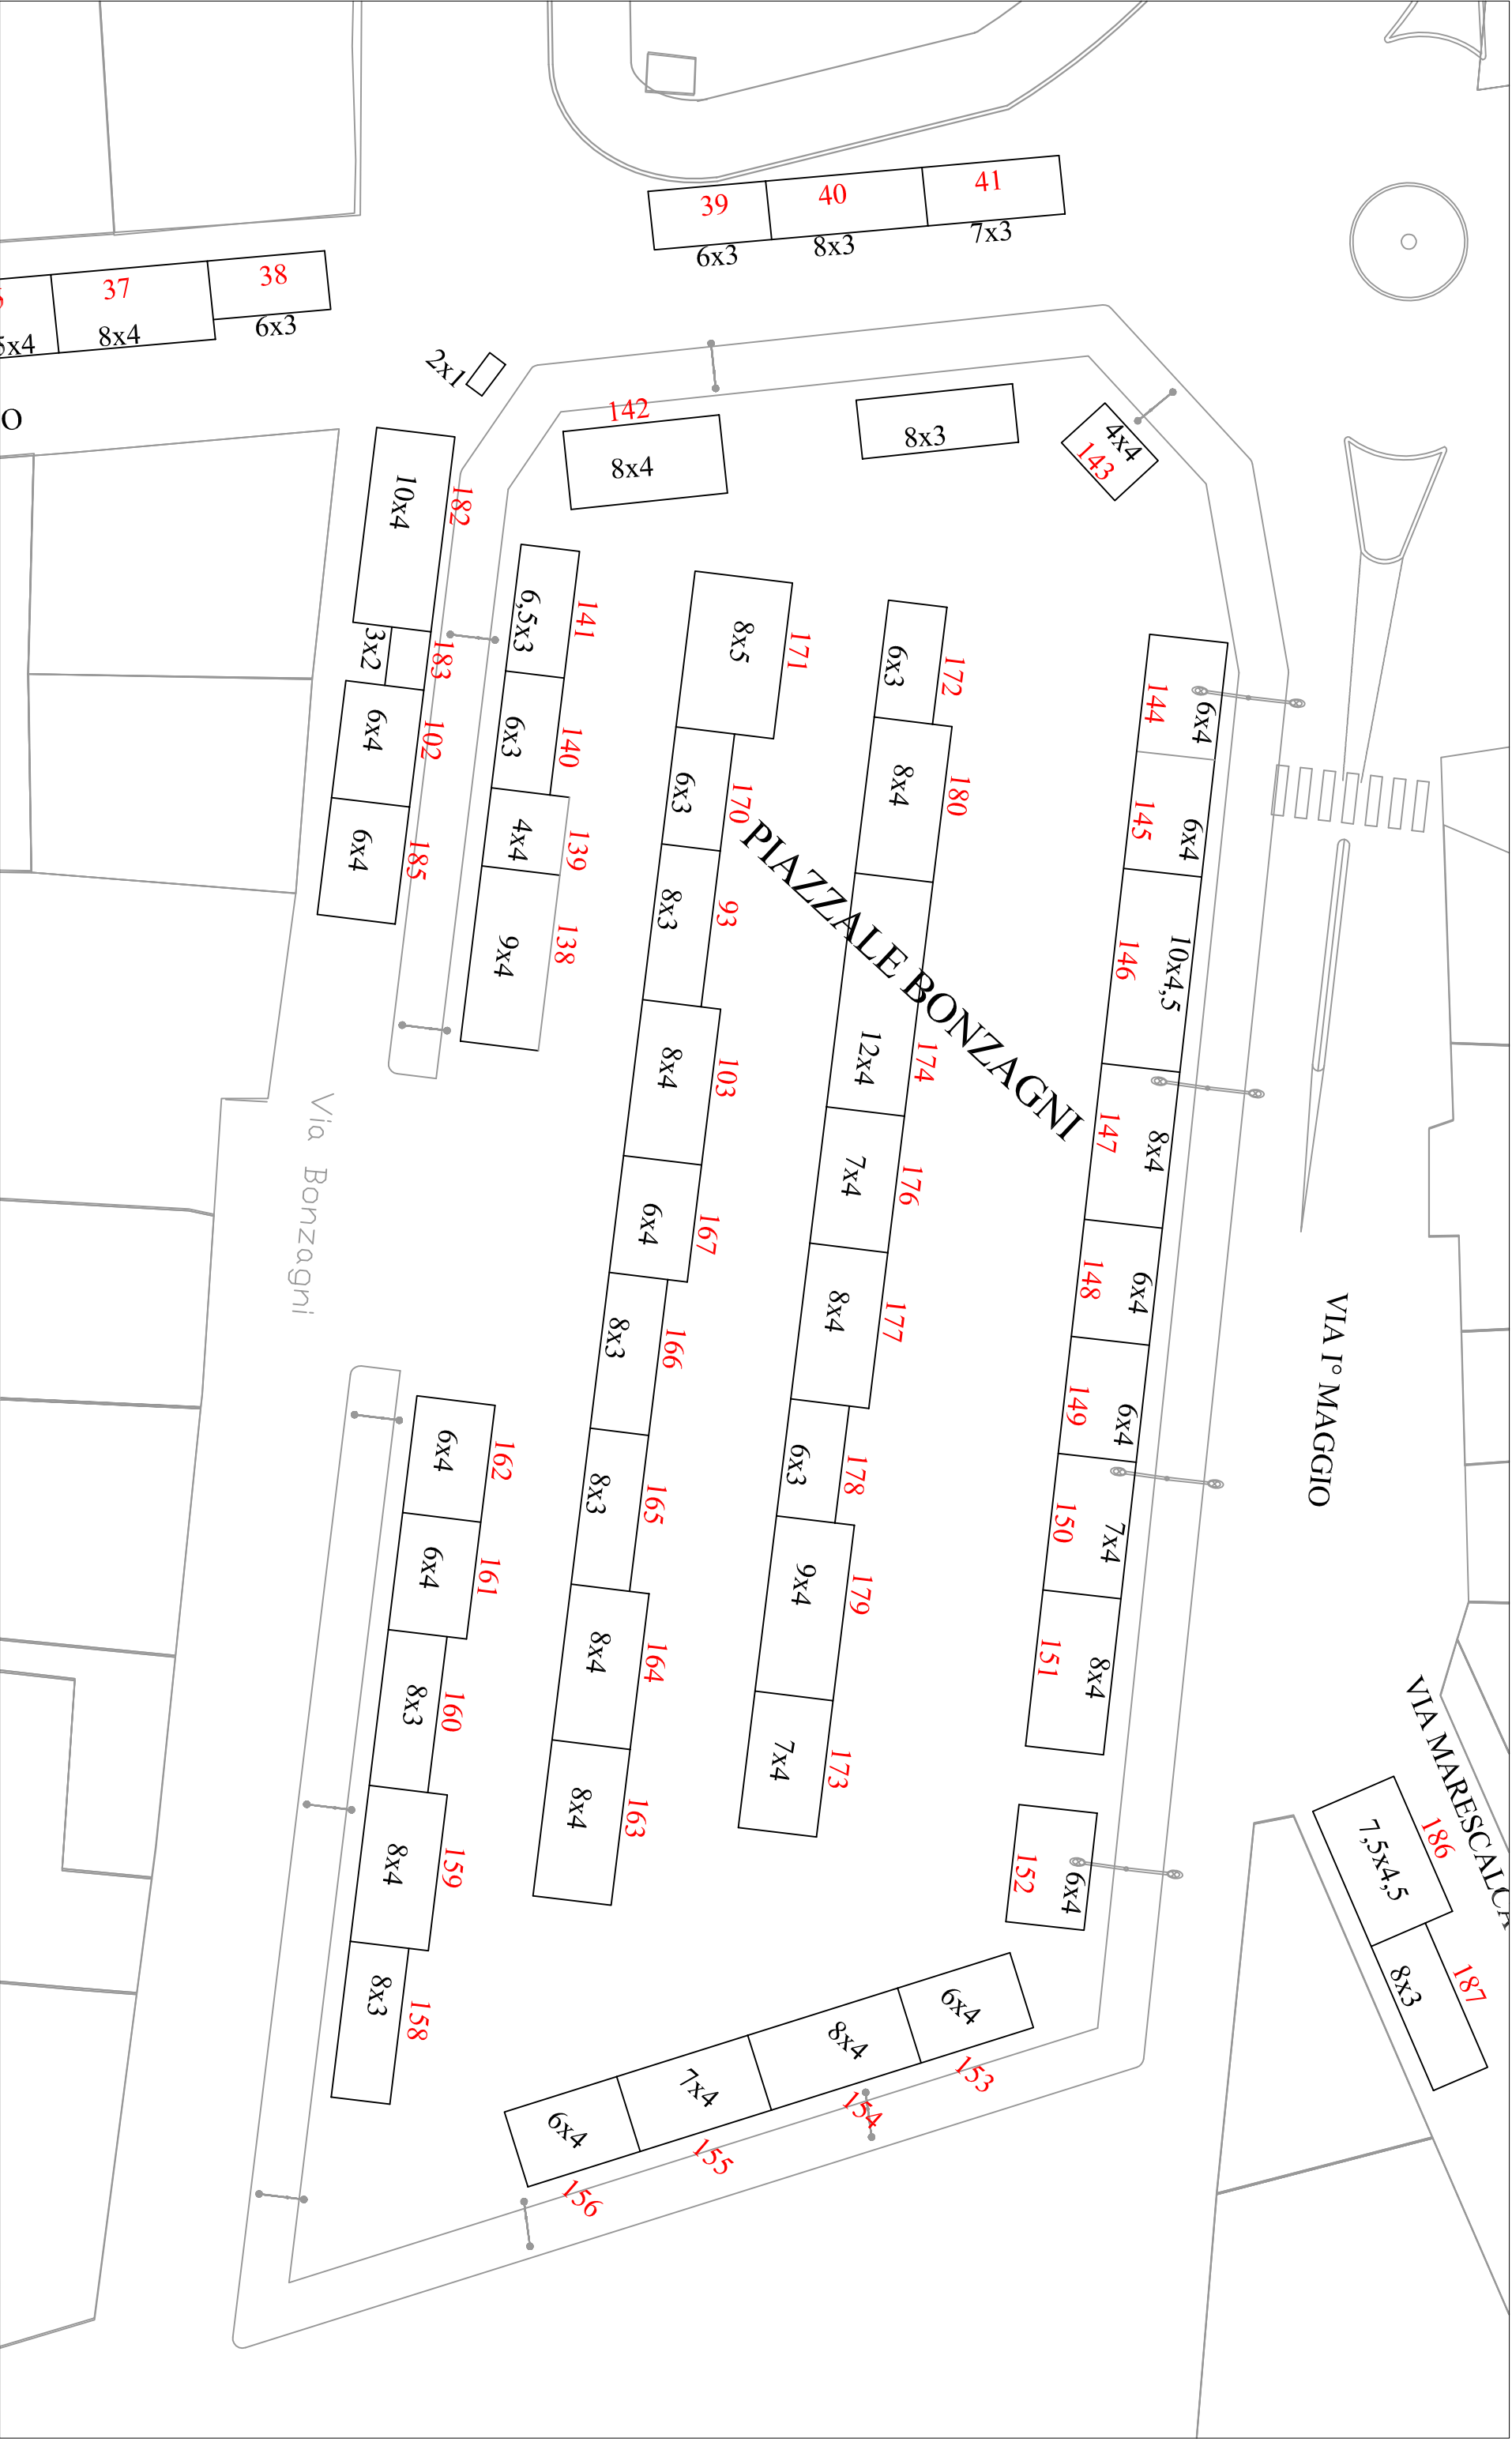 39
40
41
6x3
8x3
7x3
37
38
8x4
6x3
O
2x1
142
8x4
8x3
4x4
143
10x4
182
3x2
183
6x4
102
6x4
185
6,5x3
141
6x3
140
4x4
139
9x4
138
8x5
171
6x3
170
8x3
93
8x4
103
6x4
167
8x3
166
8x3
165
8x4
164
8x4
163
6x3
172
8x4
180
12x4
174
7x4
176
8x4
177
6x3
178
9x4
179
7x4
173
PIAZZALE BONZAGNI
144
6x4
145
6x4
146
10x4,5
147
8x4
148
6x4
149
6x4
150
7x4
151
8x4
152
6x4
Via Bonzagni
VIA I° MAGGIO
VIA MARESCALCA
6x4
162
6x4
161
8x3
160
8x4
159
8x3
158
6x4
153
8x4
154
7x4
155
6x4
156
7,5x4,5
186
8x3
187